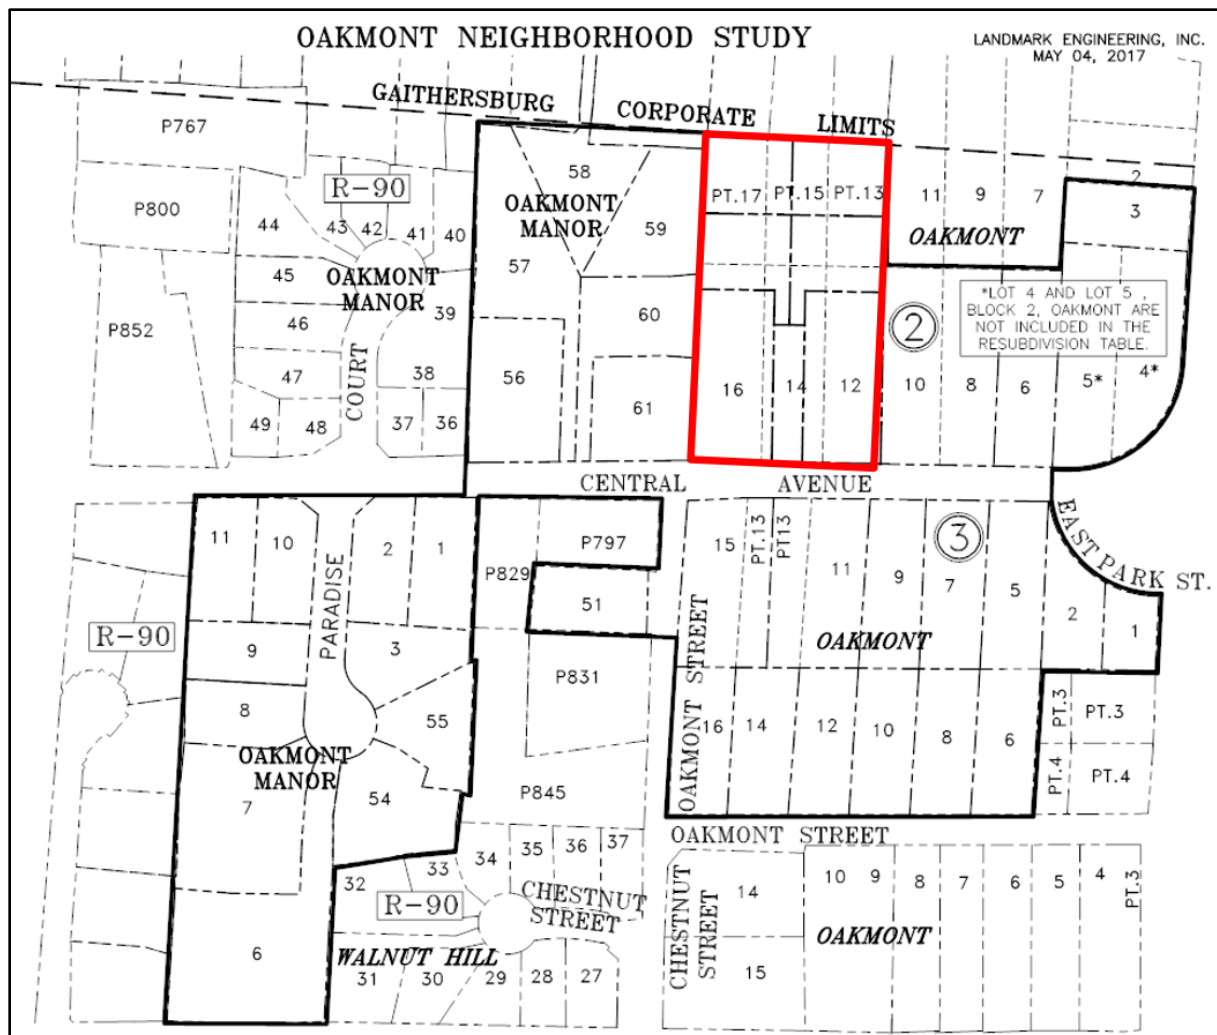 OAKMONT NEIGHBORHOOD STUDY
LANDMARK ENGINEERING, INC.
MAY 04, 2017
GAITHERSBURG CORPORATE LIMITS
P767
R-90
P800
44
43
42
41
40
45
OAKMONT
MANOR
46
39
P852
47
38
COURT
49
48
37
36
58
OAKMONT
MANOR
59
57
60
56
61
PT.17
PT.15
PT.13
16
14
12
11
9
7
OAKMONT
2
3
2
*LOT 4 AND LOT 5 ,
BLOCK 2, OAKMONT ARE
NOT INCLUDED IN THE
RESUBDIVISION TABLE.
10
8
6
5*
4*
CENTRAL AVENUE
EAST PARK ST.
11
10
2
1
PARADISE
9
3
R-90
8
55
OAKMONT
MANOR
7
54
6
P829
P797
51
P831
P845
15
PT.13
PT13
11
9
3
7
5
2
1
OAKMONT
OAKMONT STREET
16
14
12
10
8
6
PT.3
PT.3
PT.4
PT.4
OAKMONT STREET
32
33
34
35
36
37
R-90
CHESTNUT
STREET
WALNUT HILL
31
30
29
28
27
CHESTNUT
STREET
14
15
10
9
8
7
6
5
4
PT.3
OAKMONT